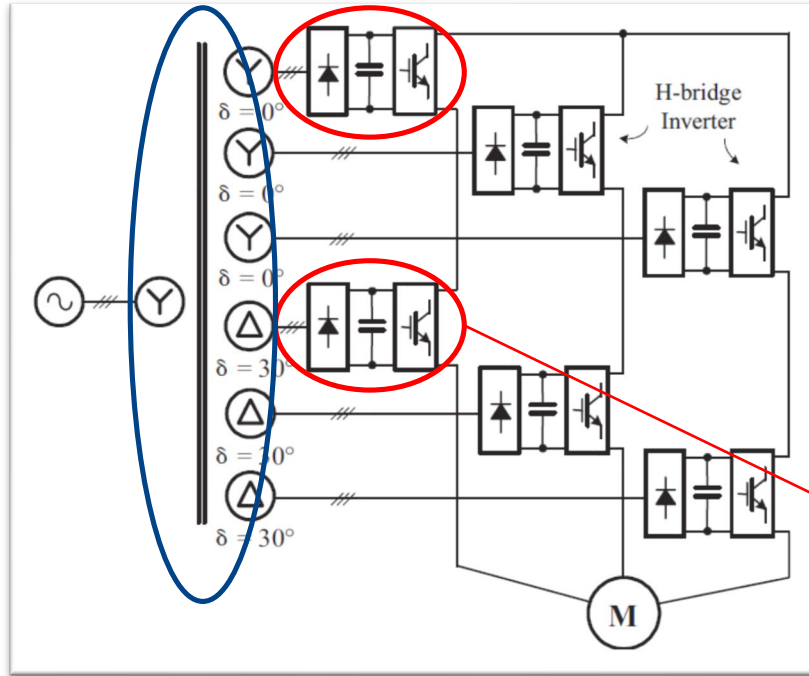 δ = 0°
H-bridge
Inverter
δ = 0°
δ = 0°
δ = 30°
δ = 30°
δ = 30°
M